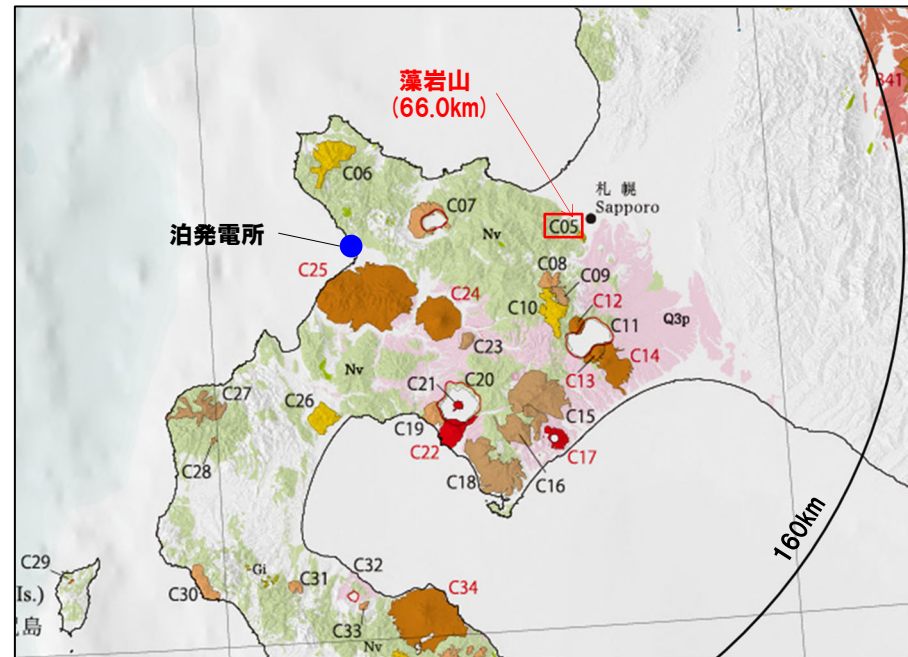 藻岩山
(66.0km)
B41
C06
C07
札幌
Sapporo
Nv
C05
泊発電所
C25
C08
C09
C24
C10
C12
C11
Q3p
C23
C14
C13
Nv
C21
C20
C27
C26
C15
C19
C22
C17
C28
C16
C18
160km
C29
Gi
C31
C32
C34
Is.)
島
C30
C33
Nv